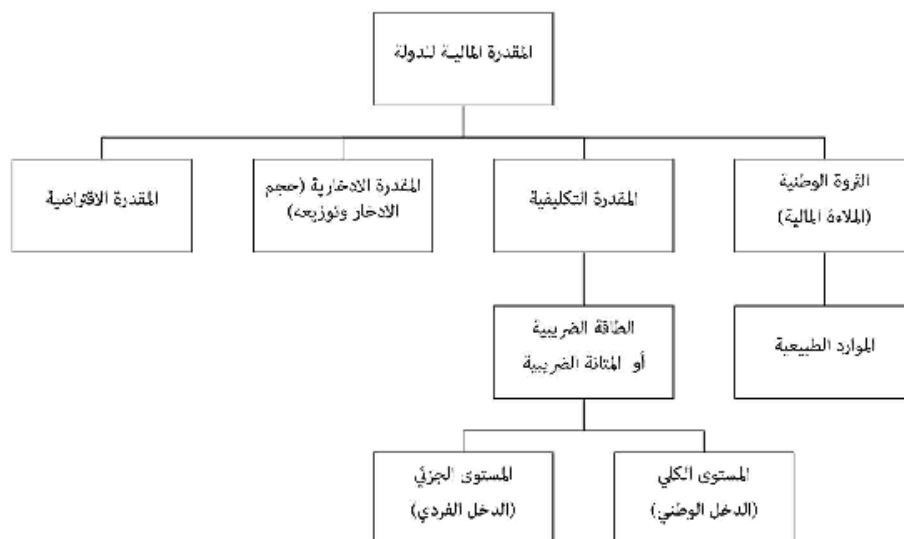 المقدرة المالية للدولة
الثروة الوطنية
(الملاءة المالية)
المقدرة التكليفية
المقدرة الادخارية (حجم
الادخار وتوزيعه)
المقدرة الاقتراضية
الموارد الطبيعية
الطاقة الضريبية
أو المتانة الضريبية
المستوى الكلي
(الدخل الوطني)
المستوى الجزئي
(الدخل الفردي)